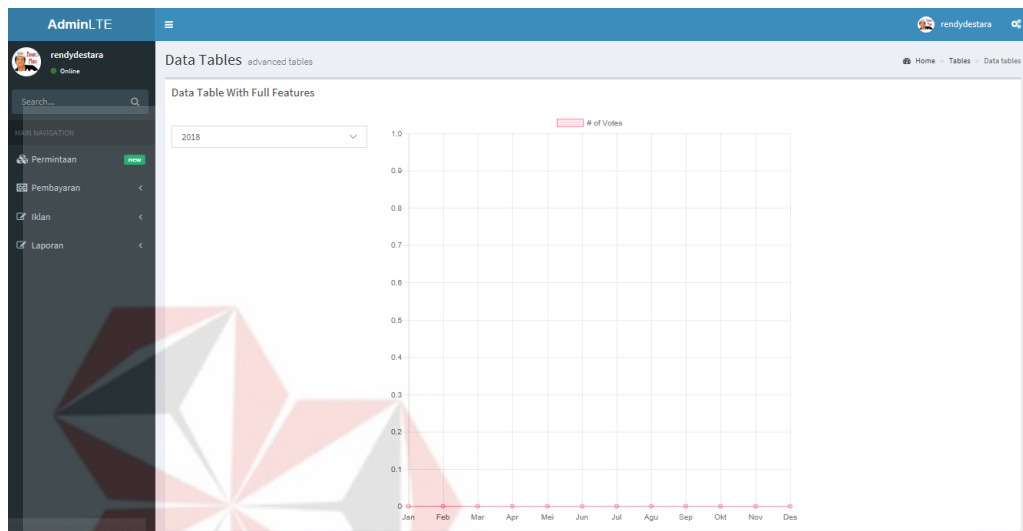 AdminLTE
rendydestara
rendydestara
Online
Search...
MAIN NAVIGATION
Permintaan new
Pembayaran
Iklan
Laporan
Data Tables advanced tables
Home > Tables > Data tables
Data Table With Full Features
2018
# of Votes
1.0
0.9
0.8
0.7
0.6
0.5
0.4
0.3
0.2
0.1
0
Jan Feb Mar Apr Mei Jun Jul Agu Sep Okt Nov Des